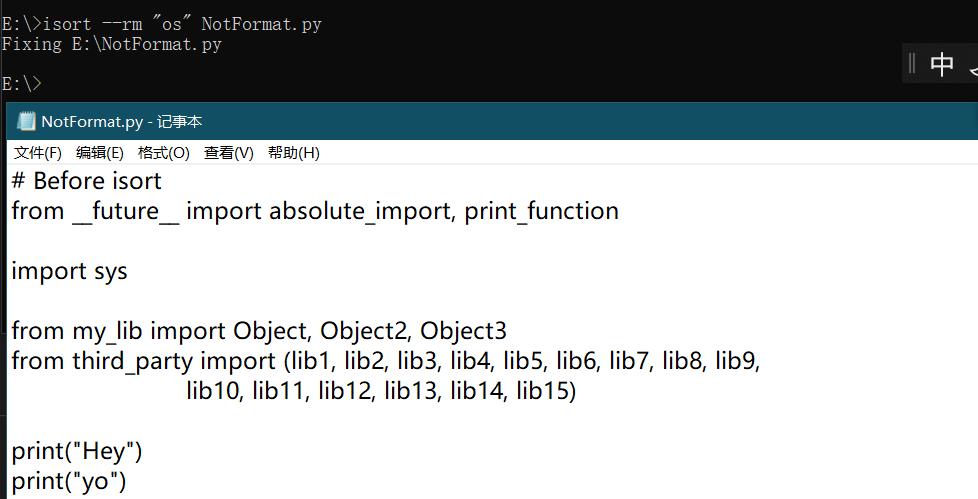 E:\>isort --rm "os" NotFormat.py
Fixing E:\NotFormat.py
E:\>
中
NotFormat.py - 记事本
文件(F) 编辑(E) 格式(O) 查看(V) 帮助(H)
# Before isort
from __future__ import absolute_import, print_function
import sys
from my_lib import Object, Object2, Object3
from third_party import (lib1, lib2, lib3, lib4, lib5, lib6, lib7, lib8, lib9,
lib10, lib11, lib12, lib13, lib14, lib15)
print("Hey")
print("yo")